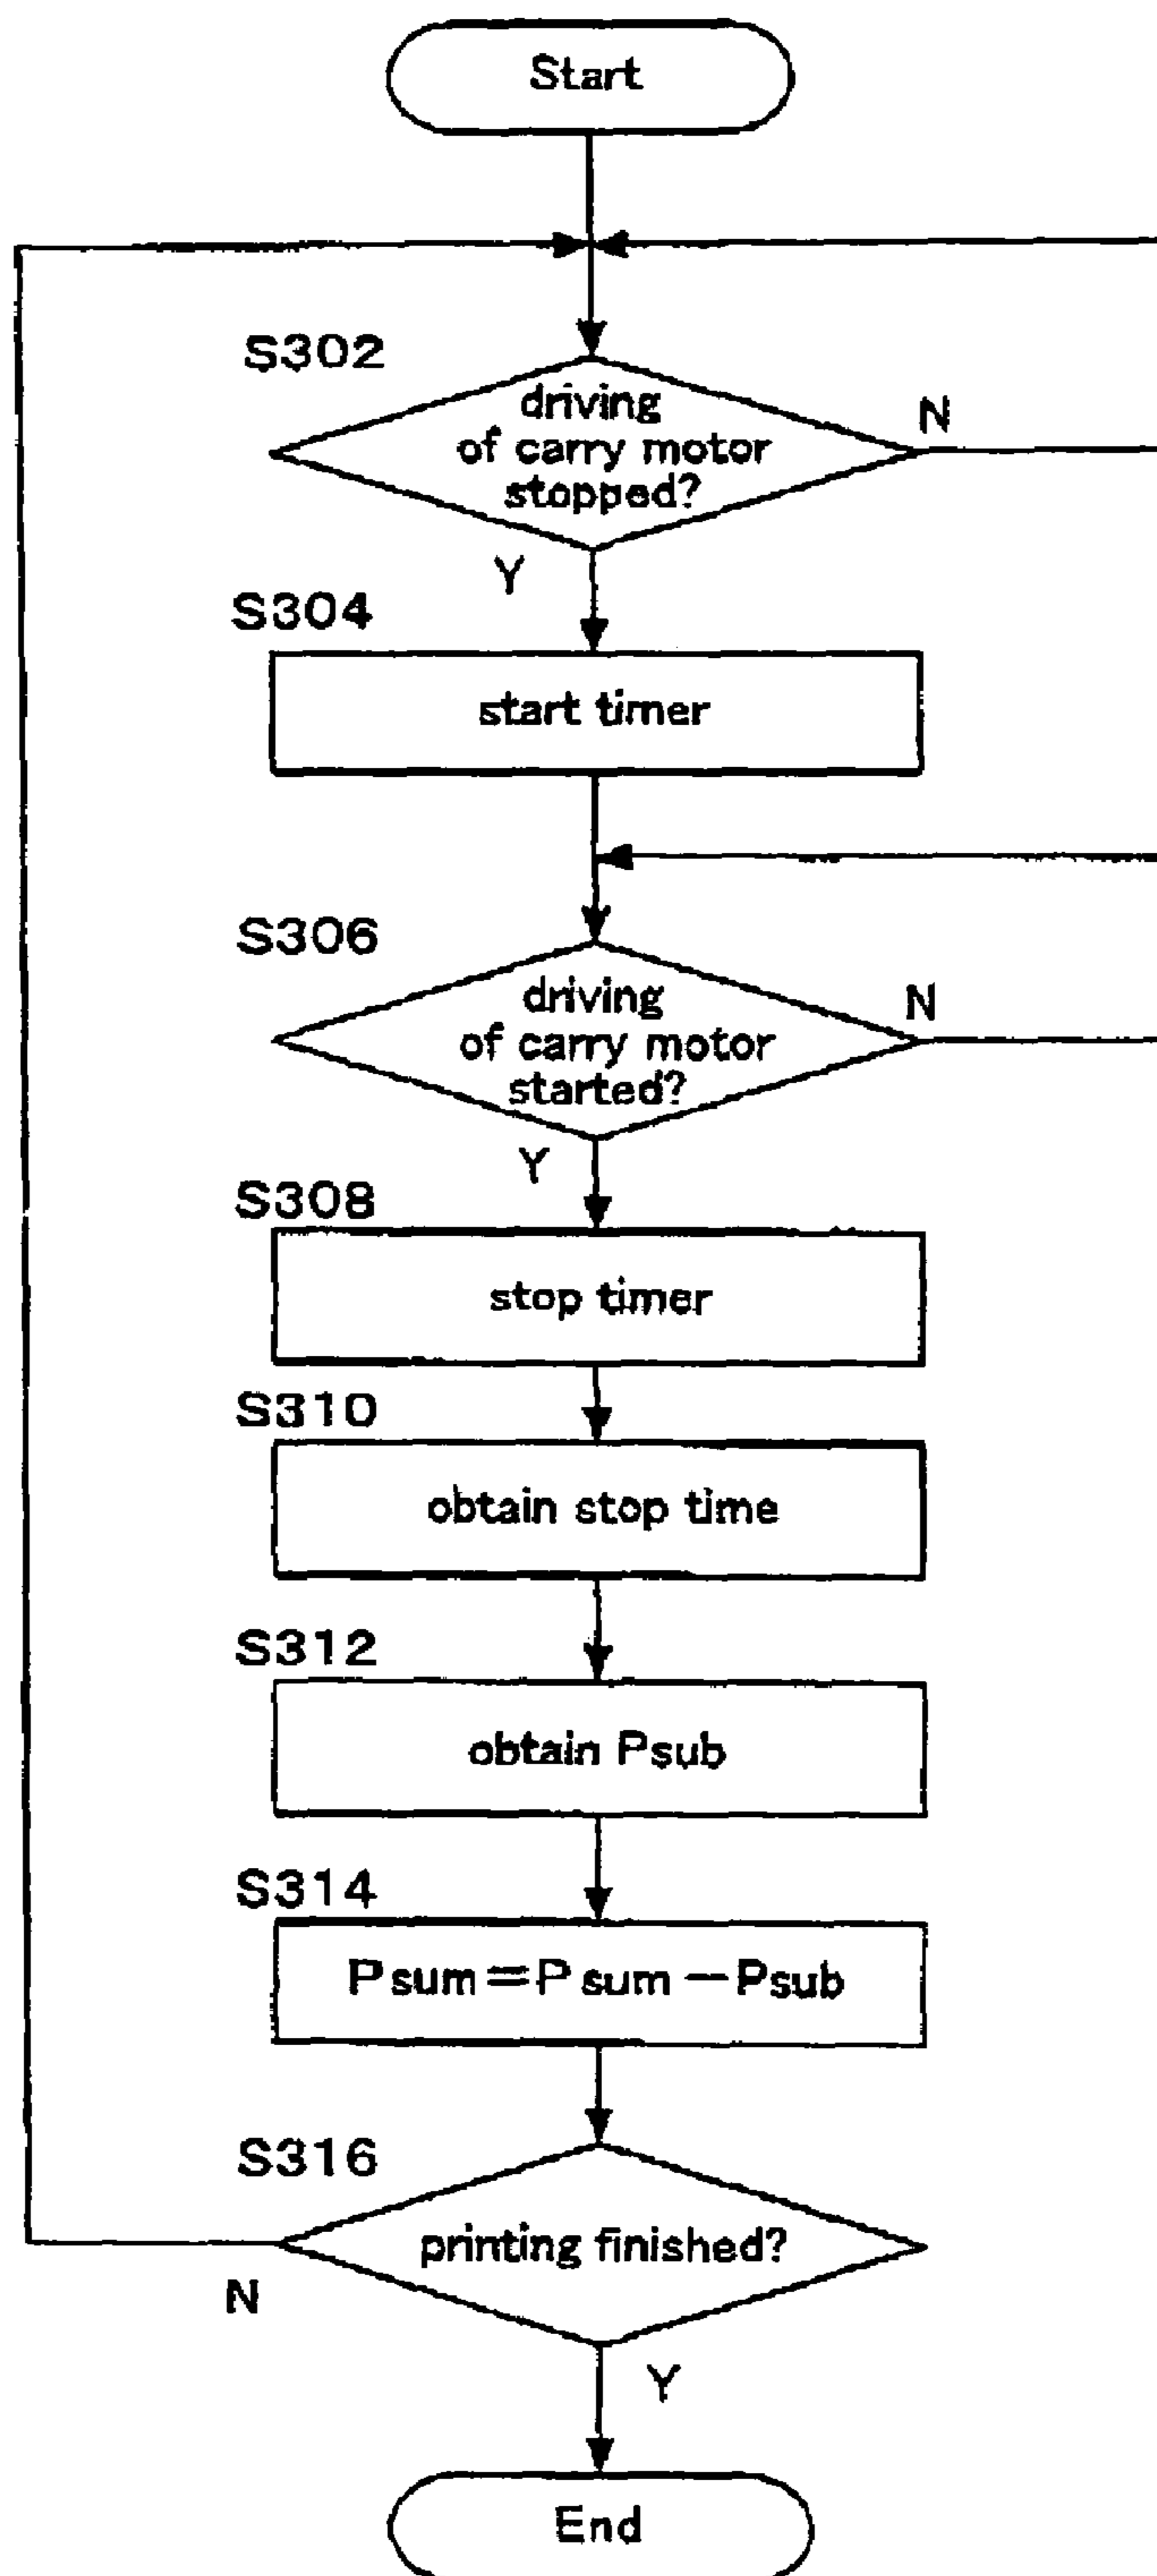 Start
S302
driving
of carry motor
stopped?
N
Y
S304
start timer
S306
driving
of carry motor
started?
N
Y
S308
stop timer
S310
obtain stop time
S312
obtain Psub
S314
Psum=Psum-Psub
S316
printing finished?
N
Y
End